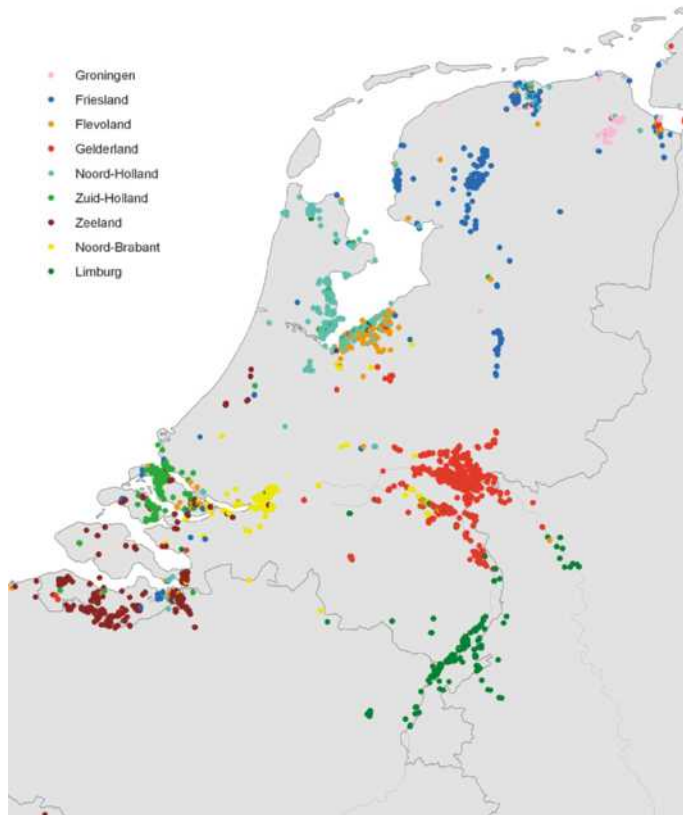 Groningen
Friesland
Flevoland
Gelderland
Noord-Holland
Zuid-Holland
Zeeland
Noord-Brabant
Limburg